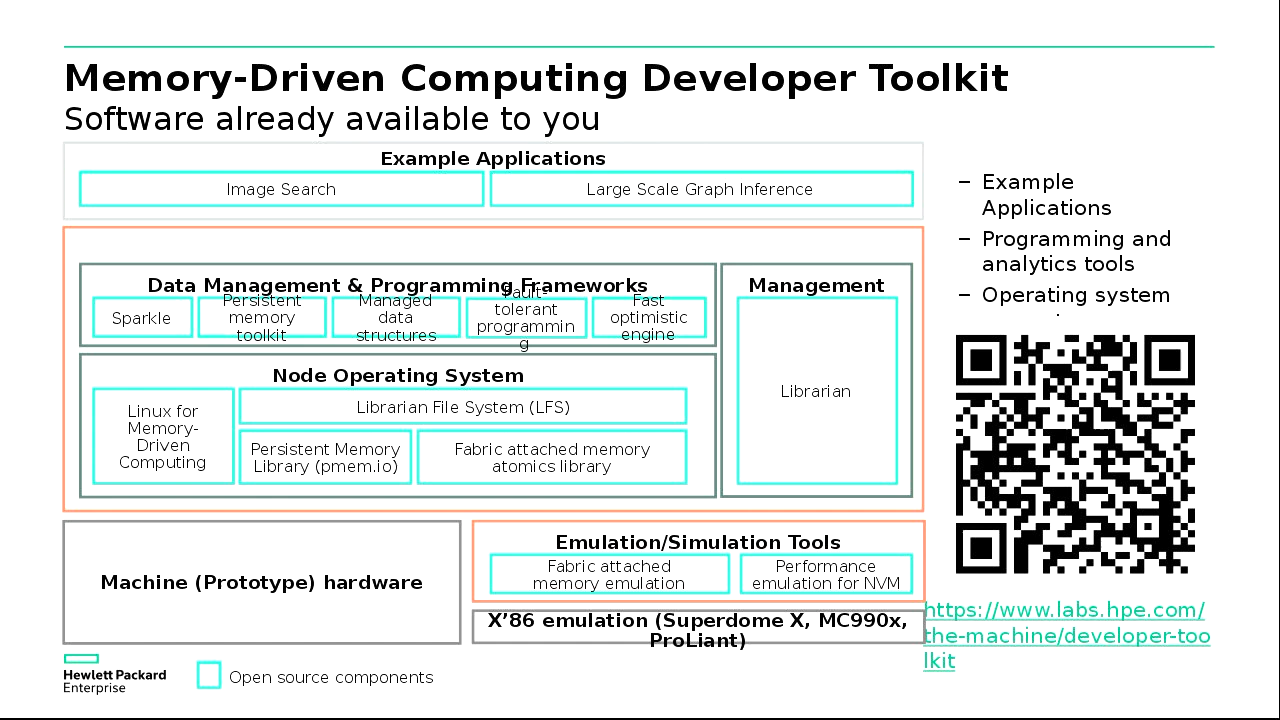 Memory-Driven Computing Developer Toolkit
Software already available to you
Example Applications
Image Search
Large Scale Graph Inference
Data Management & Programming Frameworks
Sparkle
Persistent
memory
toolkit
Managed
data
structures
Fault-
tolerant
programmin
g
Fast
optimistic
engine
Management
Librarian
Node Operating System
Linux for
Memory-
Driven
Computing
Librarian File System (LFS)
Persistent Memory
Library (pmem.io)
Fabric attached memory
atomics library
Machine (Prototype) hardware
Emulation/Simulation Tools
Fabric attached
memory emulation
Performance
emulation for NVM
X’86 emulation (Superdome X, MC990x,
ProLiant)
– Example
Applications
– Programming and
analytics tools
– Operating system
https://www.labs.hpe.com/
the-machine/developer-too
lkit
Hewlett Packard
Enterprise
Open source components